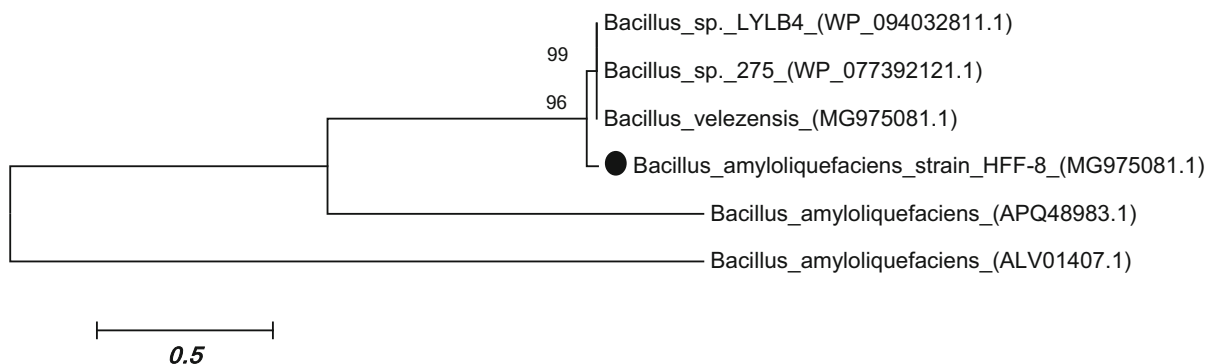 Bacillus_sp._LYLB4_(WP_094032811.1)
99
Bacillus_sp._275_(WP_077392121.1)
96
Bacillus_velezensis_(MG975081.1)
Bacillus_amyloliquefaciens_strain_HFF-8_(MG975081.1)
Bacillus_amyloliquefaciens_(APQ48983.1)
Bacillus_amyloliquefaciens_(ALV01407.1)
0.5